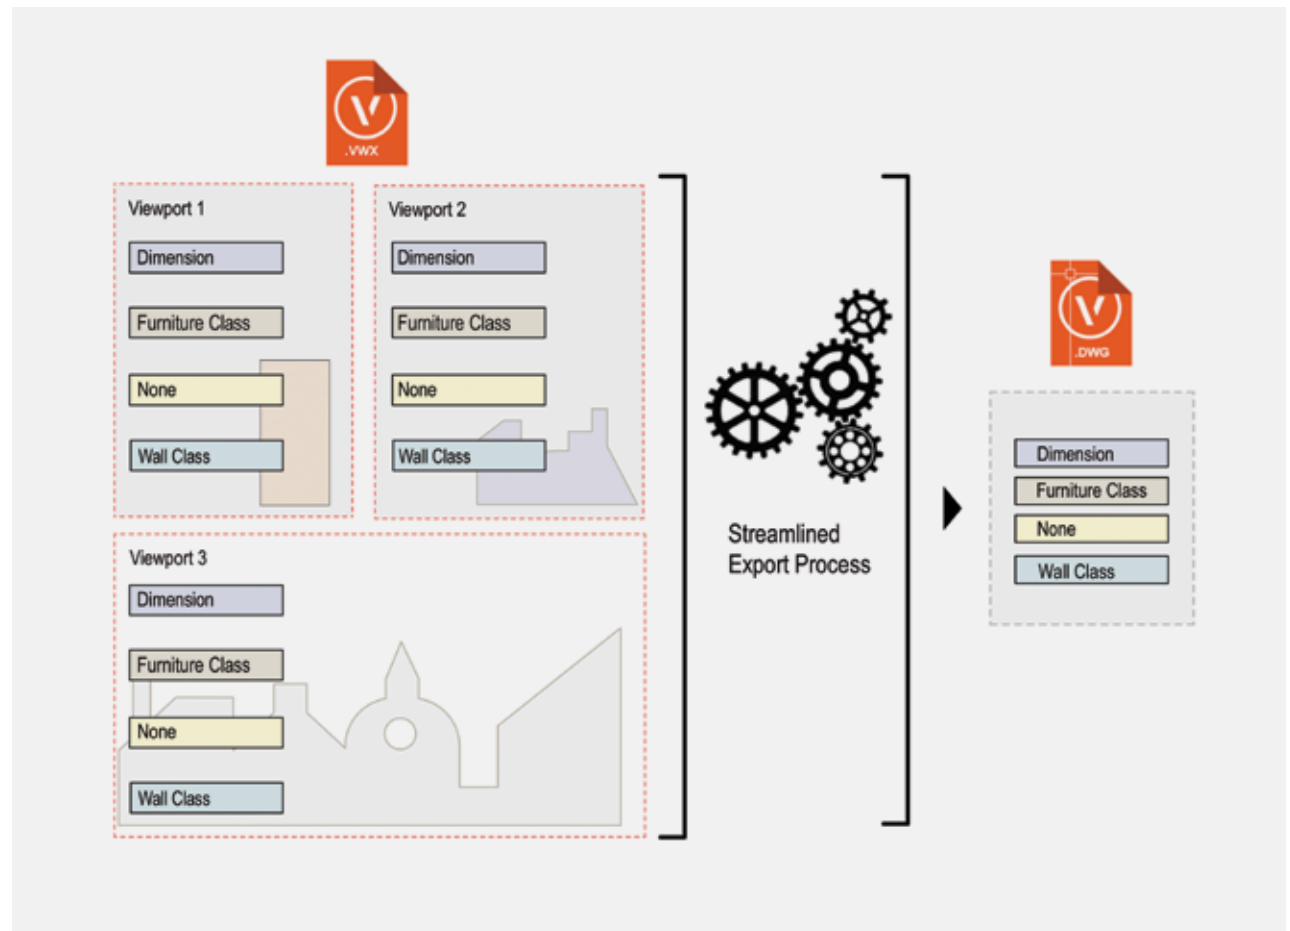 .VWX
Viewport 1
Dimension
Furniture Class
None
Wall Class
Viewport 2
Dimension
Furniture Class
None
Wall Class
Viewport 3
Dimension
Furniture Class
None
Wall Class
Streamlined
Export Process
.DWG
Dimension
Furniture Class
None
Wall Class